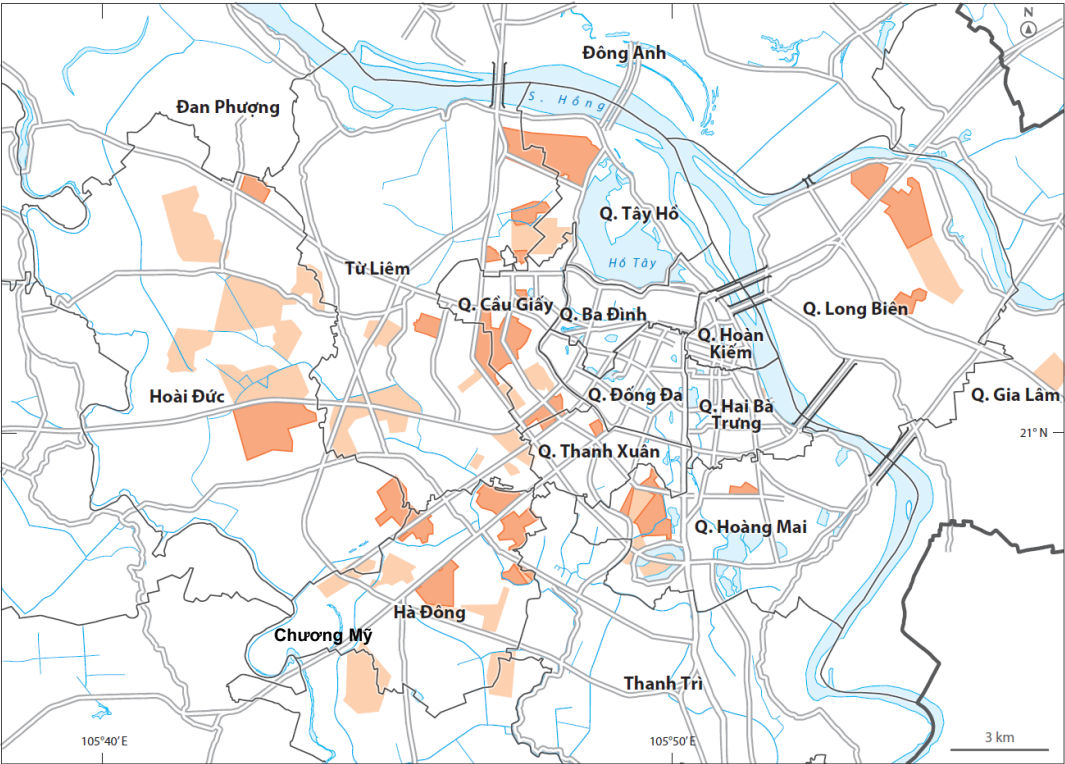 N
Đông Anh
S. Hồng
Đan Phượng
Q. Tây Hồ
Hồ Tây
Từ Liêm
Q. Cầu Giấy
Q. Ba Đình
Q. Long Biên
Q. Hoàn
Kiếm
Hoài Đức
Q. Đống Đa
Q. Hai Bà
Trưng
Q. Gia Lâm
21° N
Q. Thanh Xuân
Q. Hoàng Mai
Hà Đông
Chương Mỹ
Thanh Trì
105°40′ E
105°50′ E
3 km